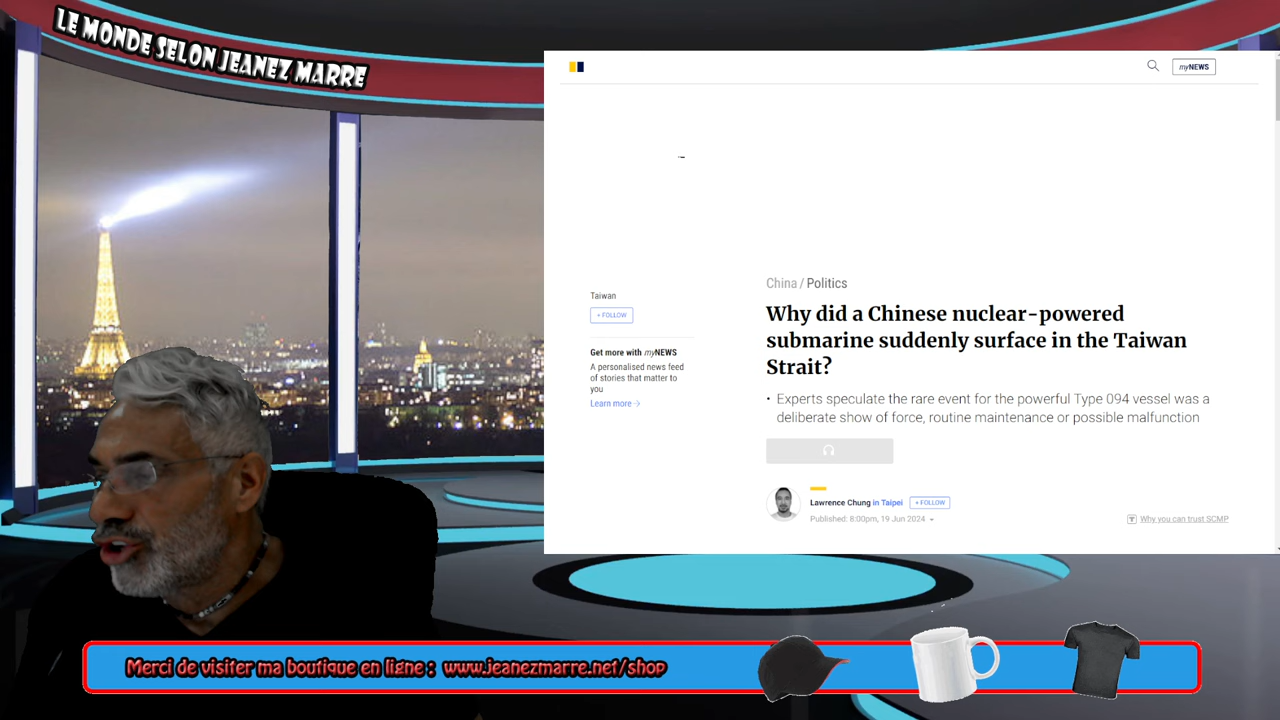 LE MONDE SELON JEANEZ MARRE
myNEWS
China / Politics
Taiwan
+ FOLLOW
Why did a Chinese nuclear-powered
submarine suddenly surface in the Taiwan
Strait?
Get more with myNEWS
A personalised news feed
of stories that matter to
you
Learn more
• Experts speculate the rare event for the powerful Type 094 vessel was a
deliberate show of force, routine maintenance or possible malfunction
Lawrence Chung in Taipei + FOLLOW
Published: 8:00pm, 19 Jun 2024
Why you can trust SCMP
Merci de visiter ma boutique en ligne : www.jeanezmarre.net/shop